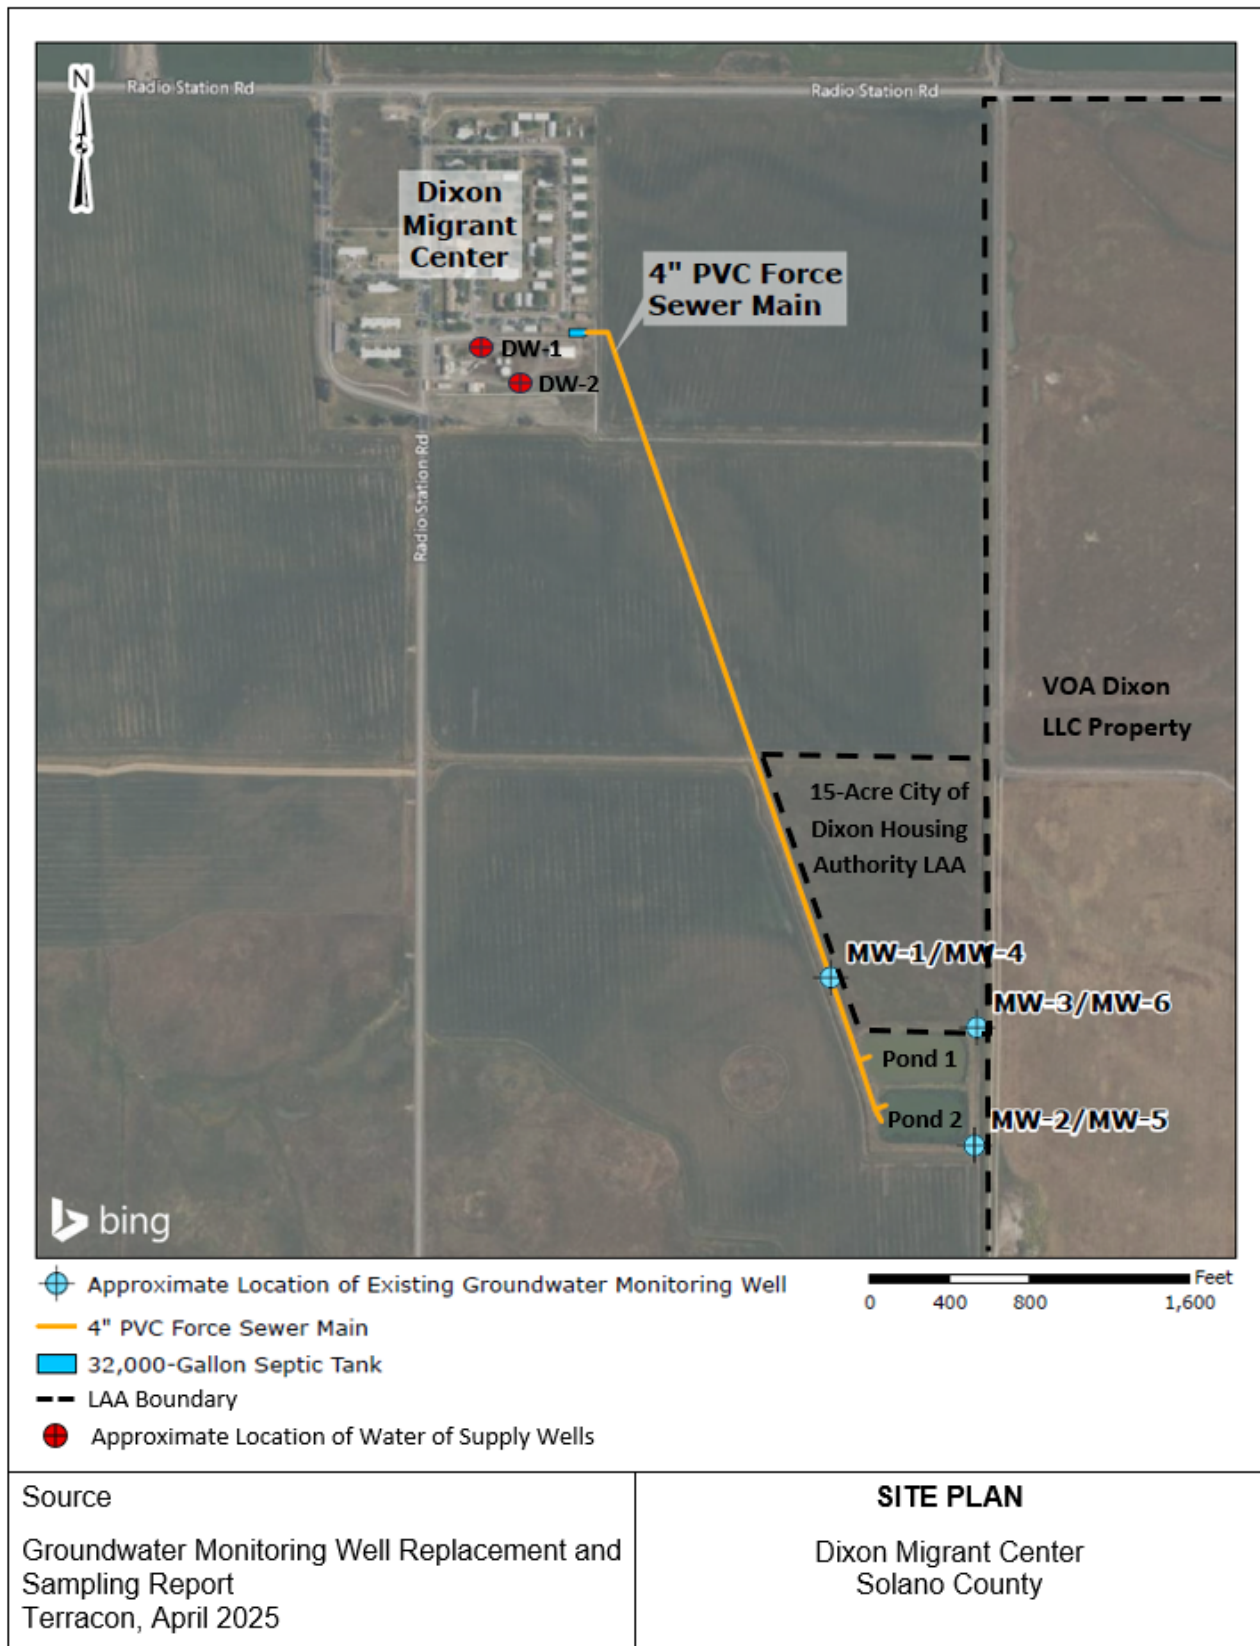 N
Radio Station Rd
Radio Station Rd
Dixon
Migrant
Center
4" PVC Force
Sewer Main
DW-1
DW-2
Radio Station Rd
VOA Dixon
LLC Property
15-Acre City of
Dixon Housing
Authority LAA
MW-1/MW-4
MW-3/MW-6
Pond 1
Pond 2
MW-2/MW-5
bing
Approximate Location of Existing Groundwater Monitoring Well
4" PVC Force Sewer Main
32,000-Gallon Septic Tank
LAA Boundary
Approximate Location of Water of Supply Wells
Feet
0 400 800 1,600
Source
Groundwater Monitoring Well Replacement and
Sampling Report
Terracon, April 2025
SITE PLAN
Dixon Migrant Center
Solano County